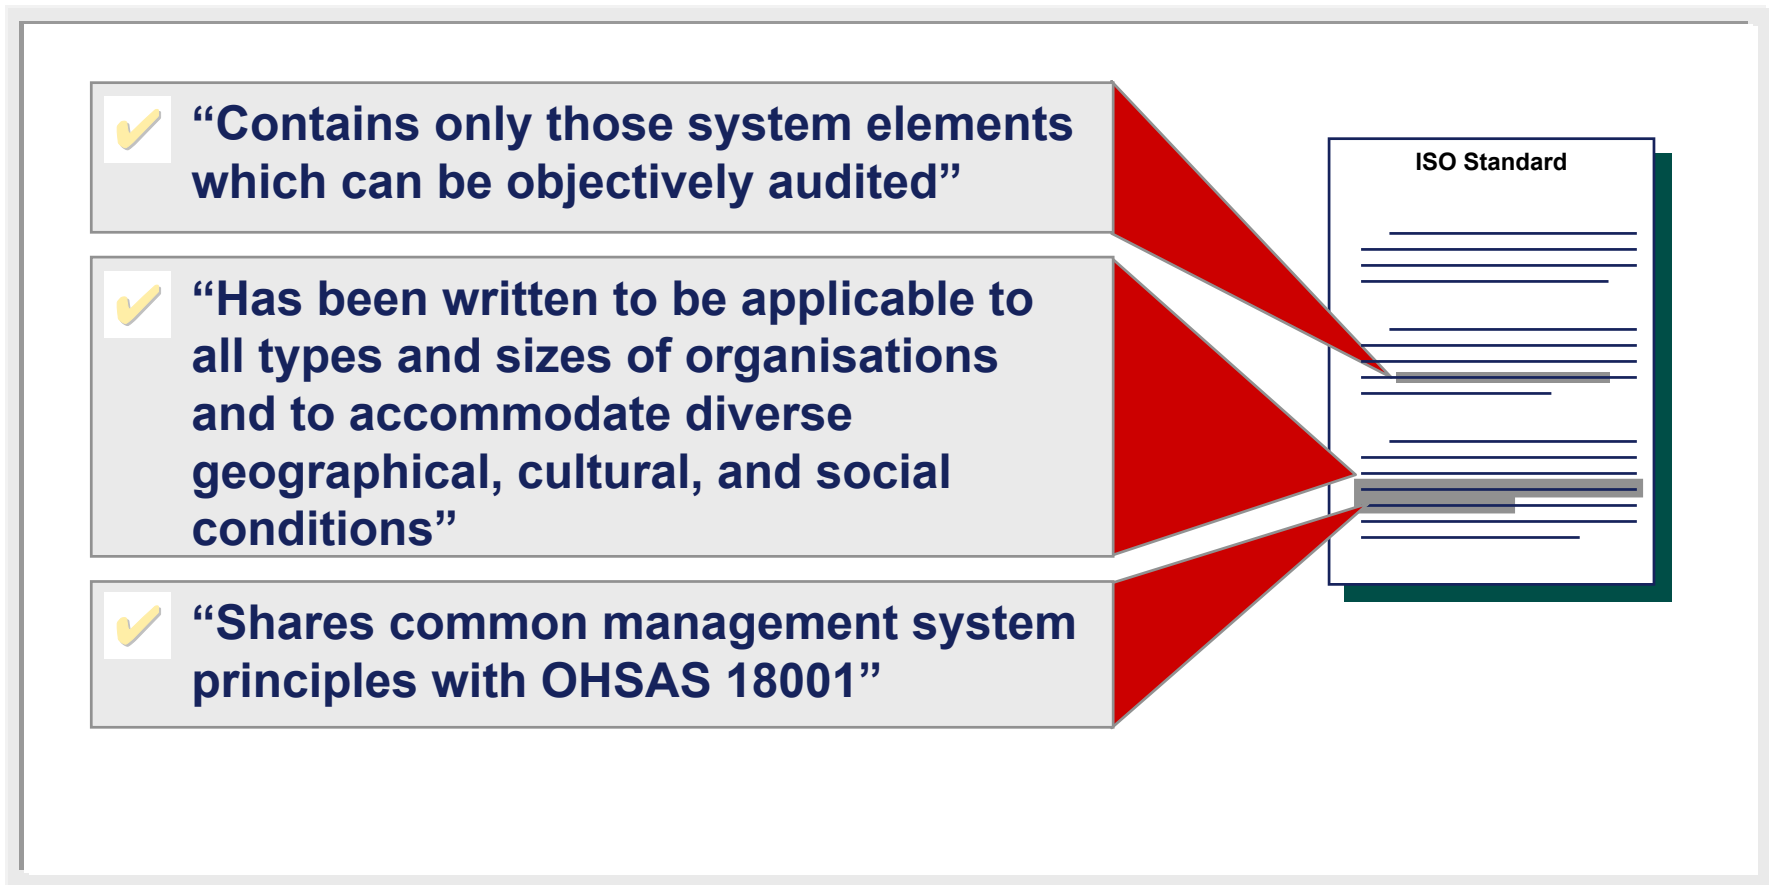 “Contains only those system elements
which can be objectively audited”
“Has been written to be applicable to
all types and sizes of organisations
and to accommodate diverse
geographical, cultural, and social
conditions”
“Shares common management system
principles with OHSAS 18001”
ISO Standard